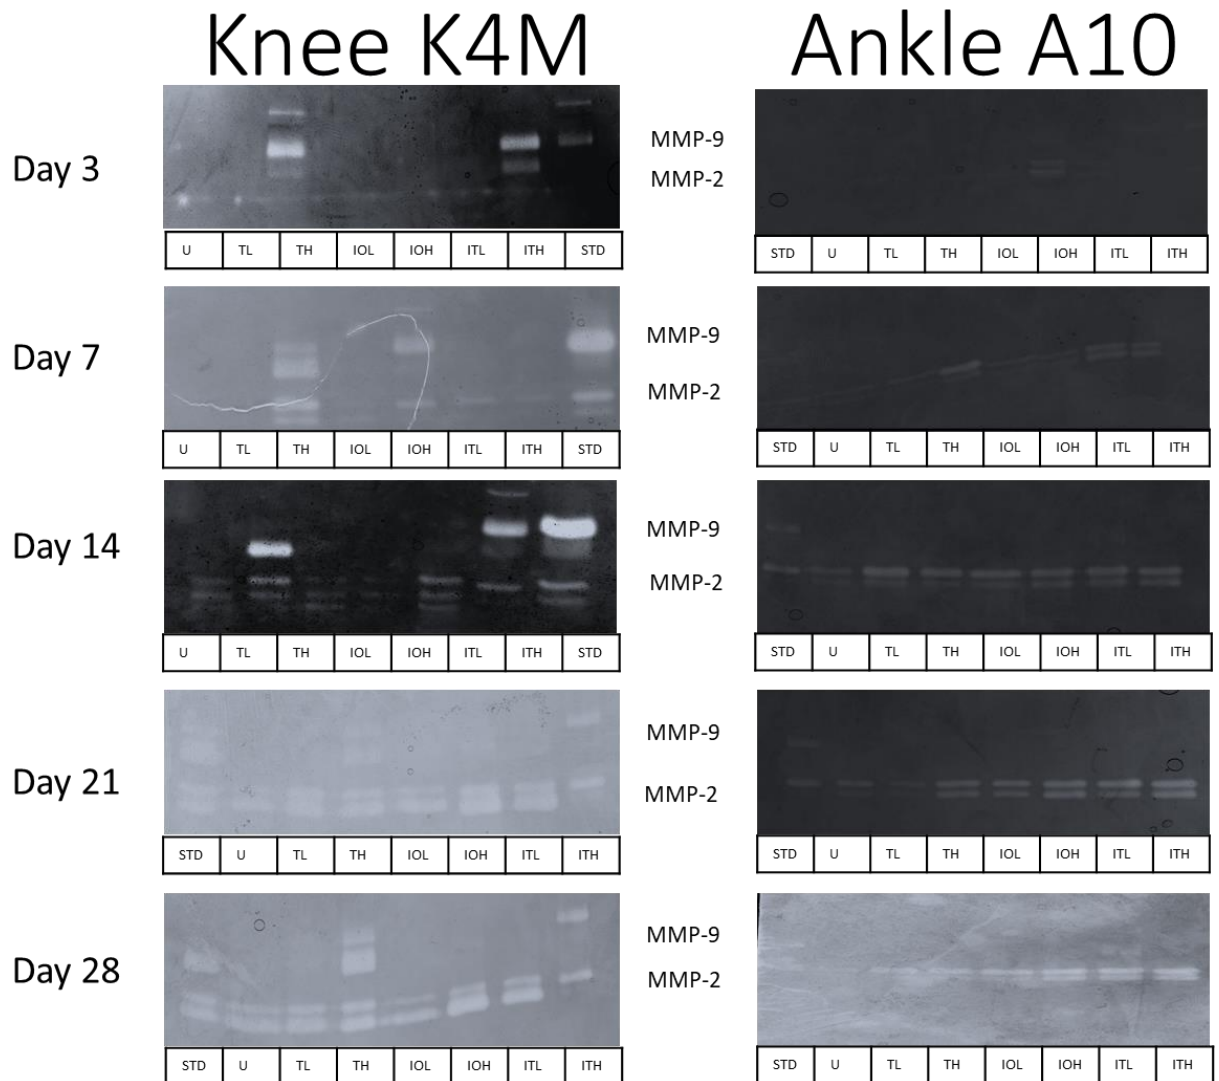 Knee K4M
Ankle A10
Day 3
MMP-9
MMP-2
U TL TH IOL IOH ITL ITH STD
STD U TL TH IOL IOH ITL ITH
Day 7
MMP-9
MMP-2
U TL TH IOL IOH ITL ITH STD
STD U TL TH IOL IOH ITL ITH
Day 14
MMP-9
MMP-2
U TL TH IOL IOH ITL ITH STD
STD U TL TH IOL IOH ITL ITH
Day 21
MMP-9
MMP-2
STD U TL TH IOL IOH ITL ITH
STD U TL TH IOL IOH ITL ITH
Day 28
MMP-9
MMP-2
STD U TL TH IOL IOH ITL ITH
STD U TL TH IOL IOH ITL ITH